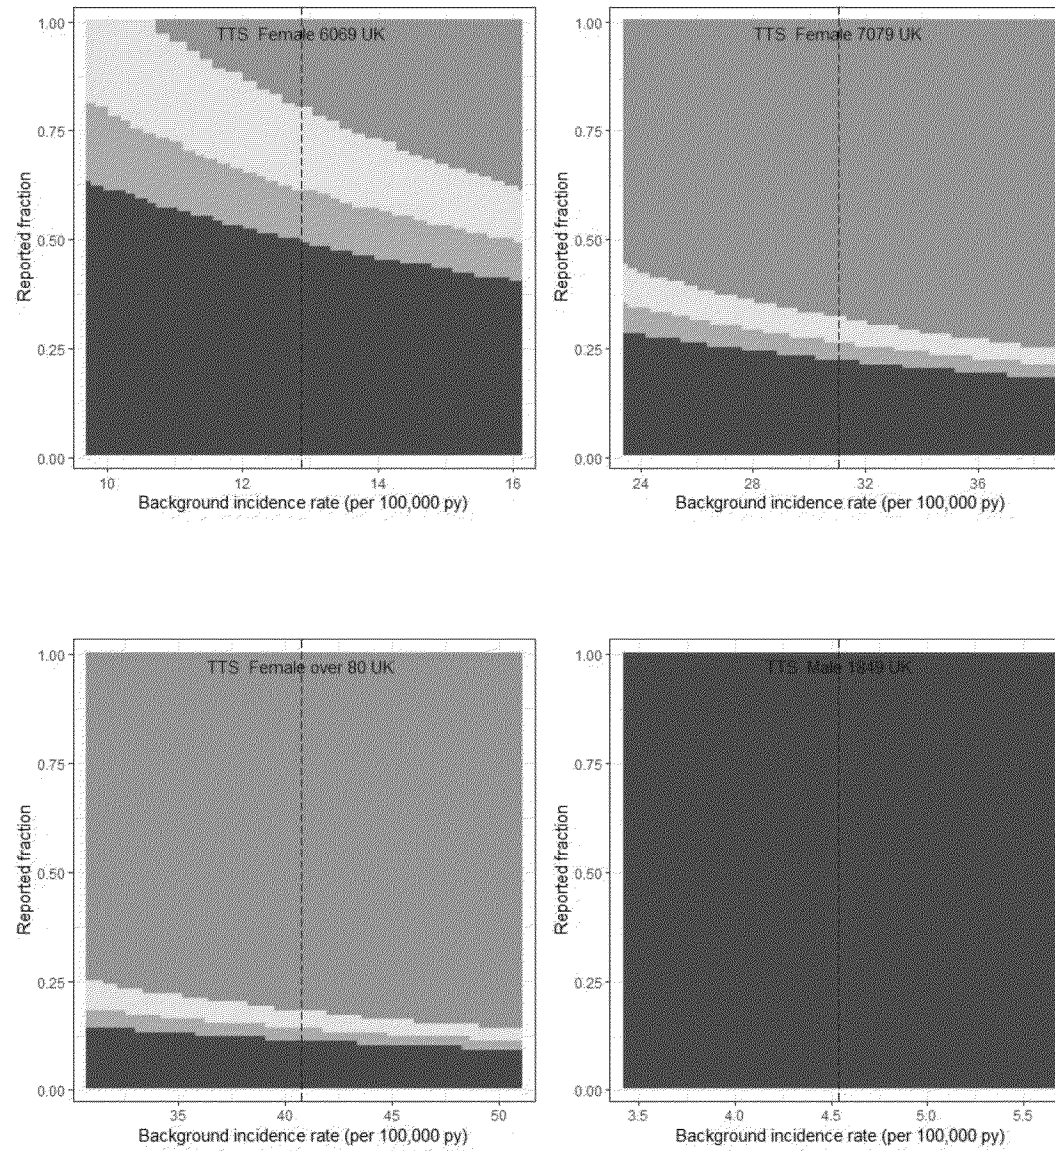 TTS Female 6069 UK
1.00
0.75
0.50
0.25
0.00
Reported fraction
10 12 14 16
Background incidence rate (per 100,000 py)
TTS Female 7079 UK
1.00
0.75
0.50
0.25
0.00
Reported fraction
24 28 32 36
Background incidence rate (per 100,000 py)
TTS Female over 80 UK
1.00
0.75
0.50
0.25
0.00
Reported fraction
35 40 45 50
Background incidence rate (per 100,000 py)
TTS Male 1849 UK
1.00
0.75
0.50
0.25
0.00
Reported fraction
3.5 4.0 4.5 5.0 5.5
Background incidence rate (per 100,000 py)